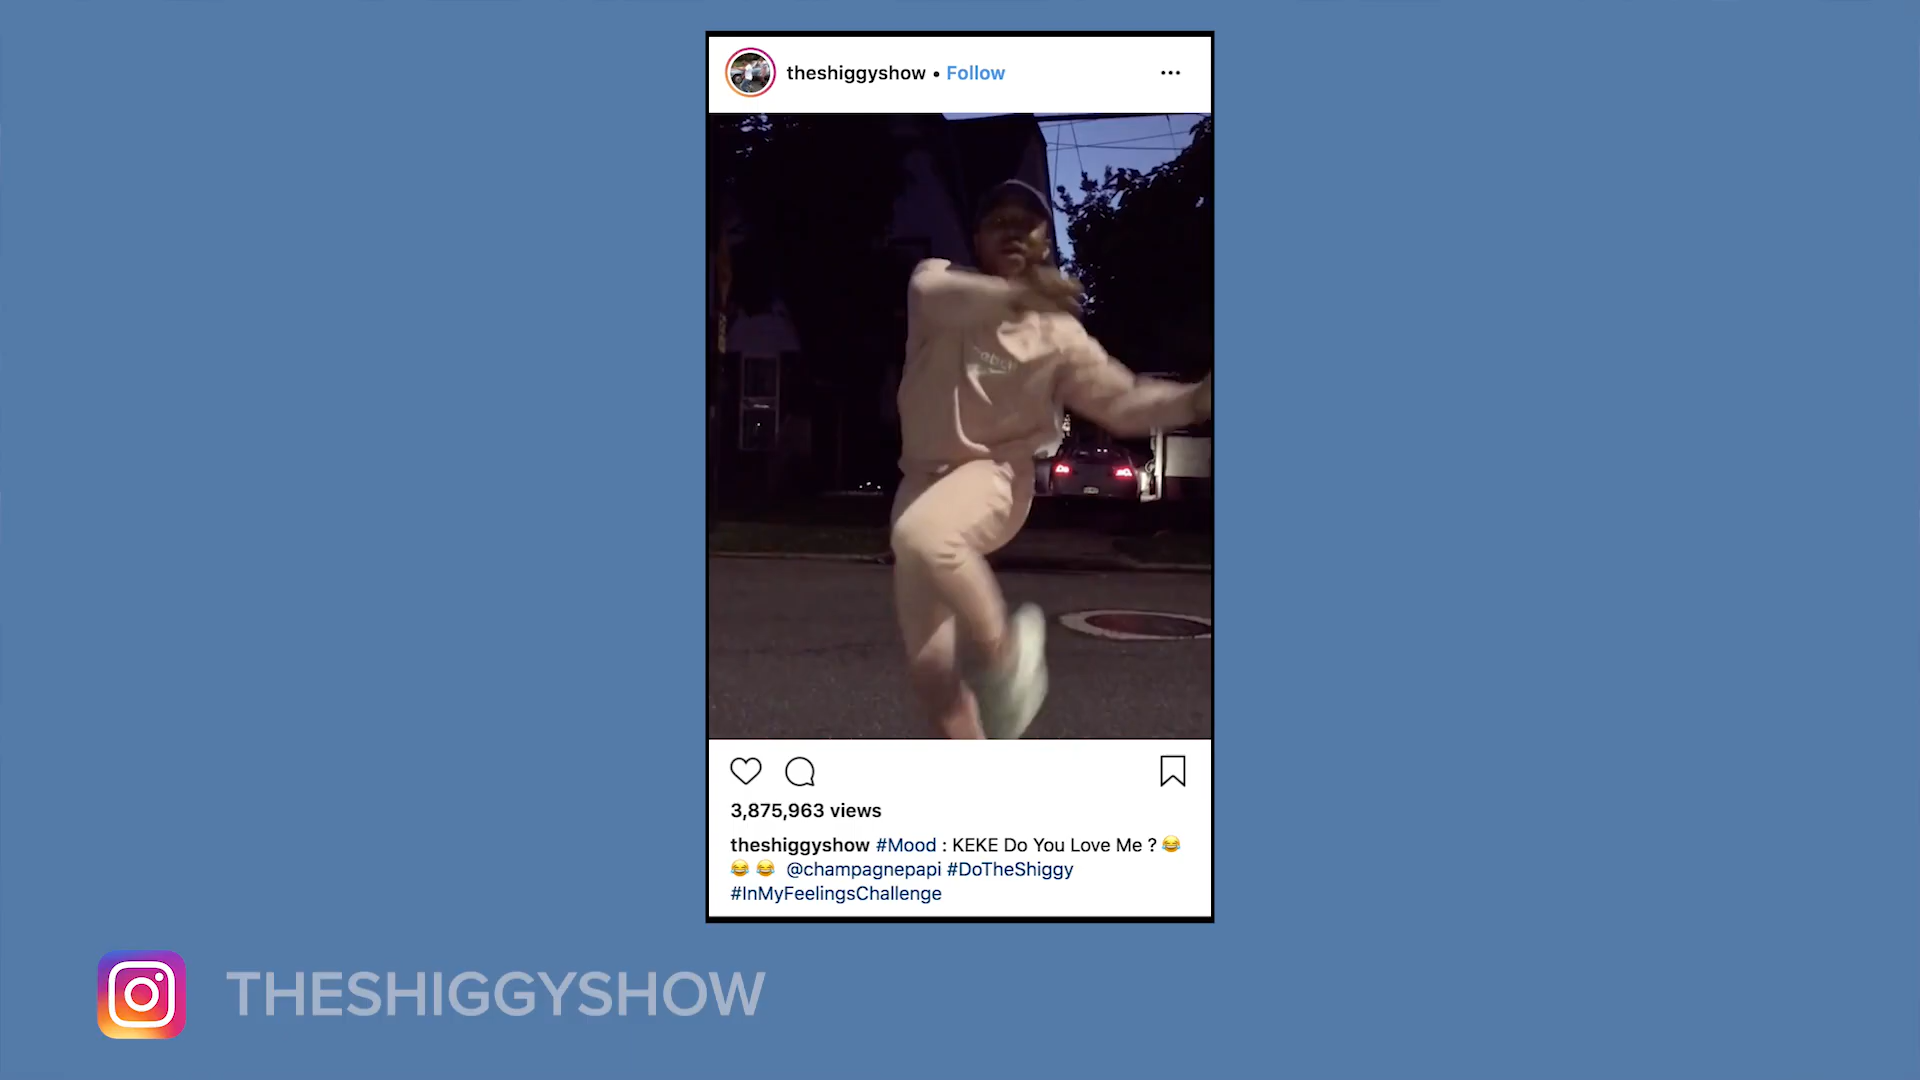 theshiggyshow • Follow
3,875,963 views
theshiggyshow #Mood : KEKE Do You Love Me ? 😂
😂 😂 @champagnepapi #DoTheShiggy
#InMyFeelingsChallenge
THESHIGGYSHOW